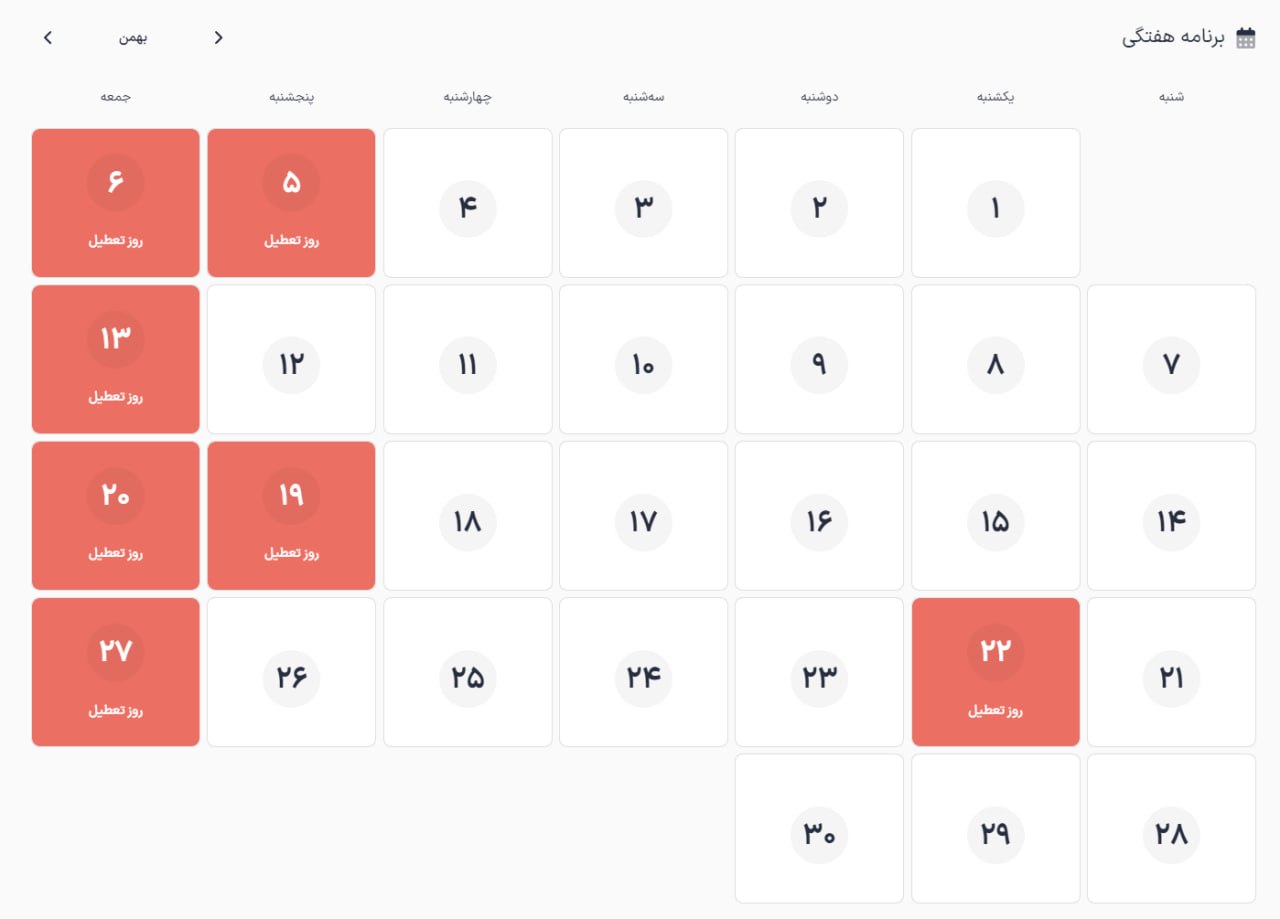 برنامه هفتگی
بهمن
شنبه یکشنبه دوشنبه سه‌شنبه چهارشنبه پنجشنبه جمعه
۱ ۲ ۳ ۴ ۵ ۶
روز تعطیل روز تعطیل
۷ ۸ ۹ ۱۰ ۱۱ ۱۲ ۱۳
روز تعطیل
۱۴ ۱۵ ۱۶ ۱۷ ۱۸ ۱۹ ۲۰
روز تعطیل روز تعطیل
۲۱ ۲۲ ۲۳ ۲۴ ۲۵ ۲۶ ۲۷
روز تعطیل روز تعطیل
۲۸ ۲۹ ۳۰